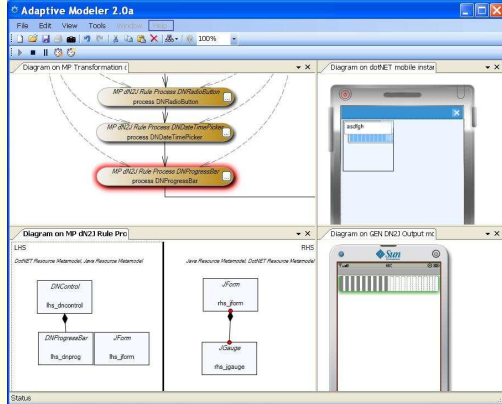 Adaptive Modeler 2.0a
File Edit View Tools Window Help
100%
Diagram on MP Transformation c
Diagram on dotNET mobile instar
MP dN2J Rule Process DNRadioButton
process DNRadioButton
MP dN2J Rule Process DNDateTimePicker
process DNDateTimePicker
MP dN2J Rule Process DNProgressBar
process DNProgressBar
asdfgh
Diagram on MP dN2J Rule Pro
Diagram on GEN DN2J Output mo
LHS
RHS
DotNET Resource Metamodel, Java Resource Metamodel
Java Resource Metamodel, DotNET Resource Metamodel
DNControl
lhs_dncontrol
DNProgressBar
lhs_dnprog
JForm
lhs_jform
JForm
rhs_jform
JGauge
rhs_jgauge
Sun
Status